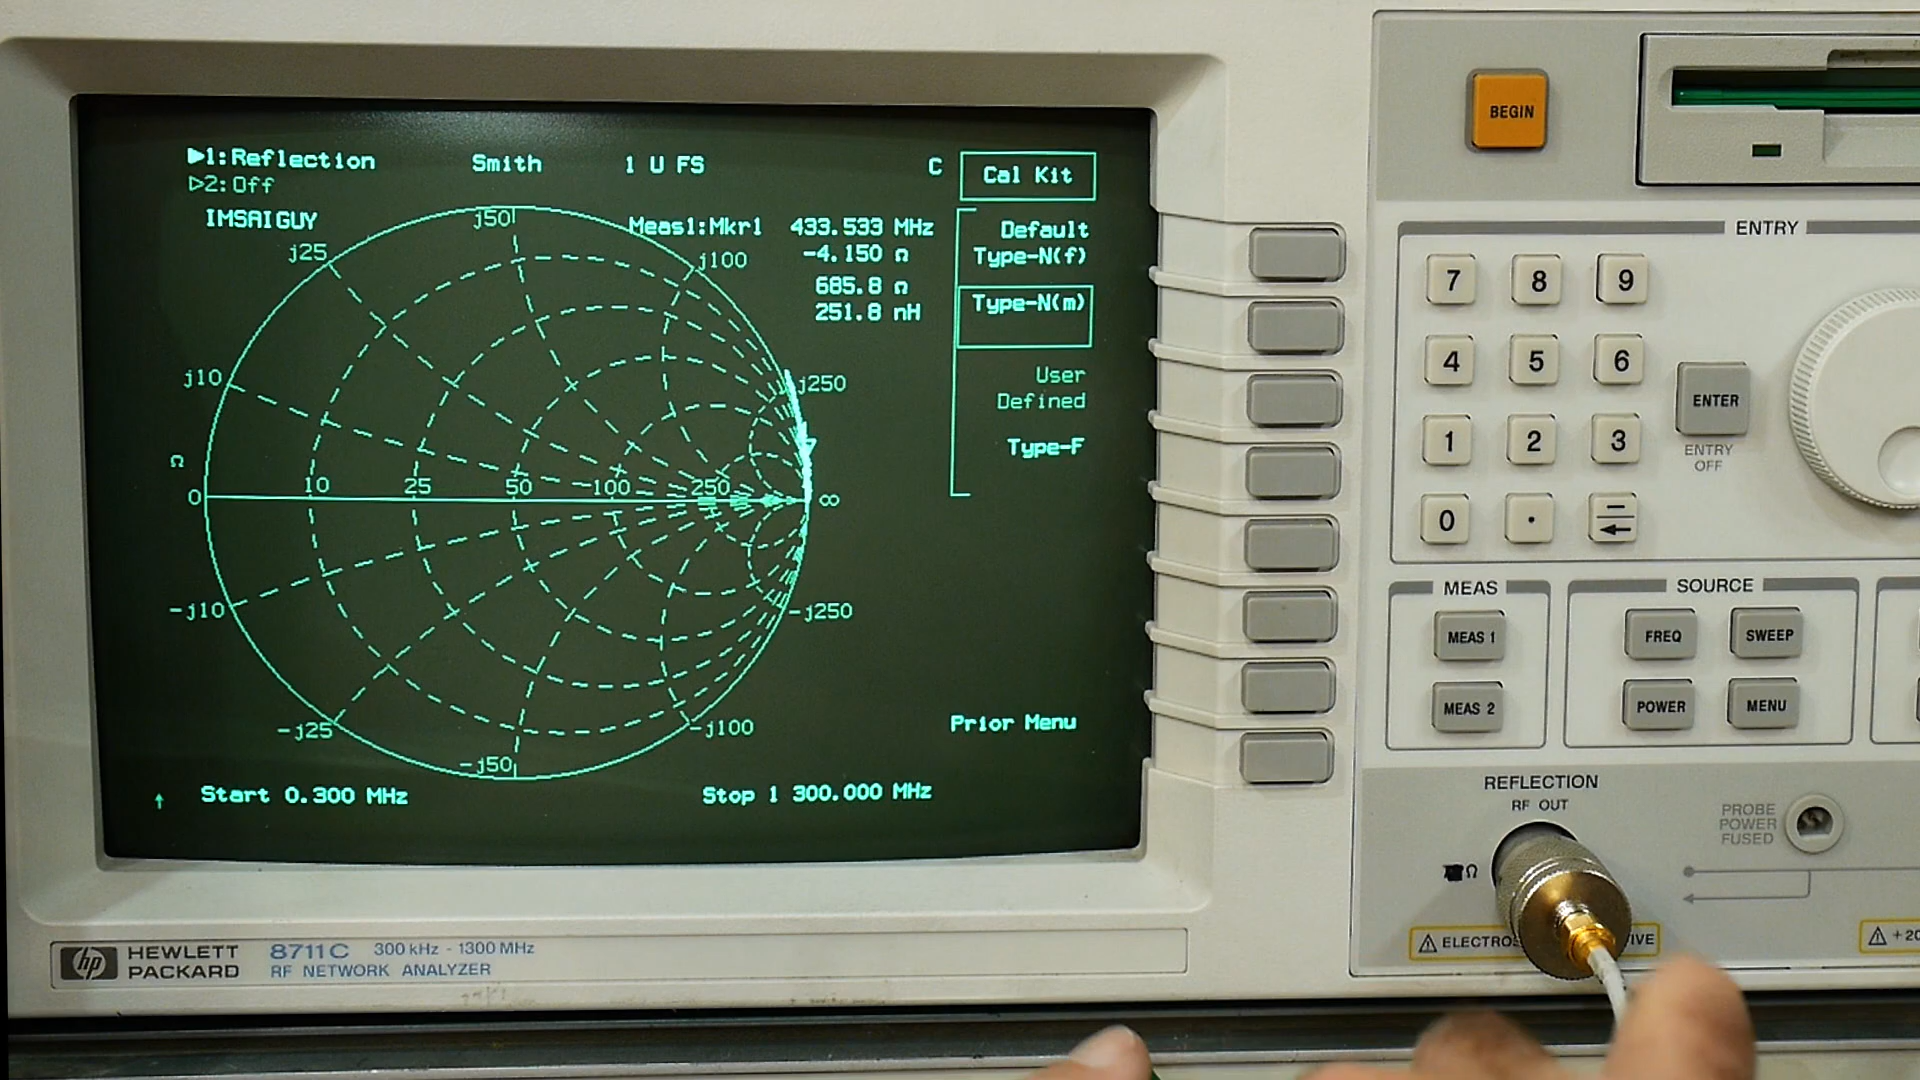 ▶1:Reflection Smith 1 U FS C
▷2:Off
IMSAIGUY
Meas1:Mkr1 433.533 MHz
-4.150 Ω
685.8 Ω
251.8 nH
j50
j25
j100
j10
j250
Ω
0 10 25 50 100 250 ∞
-j10
-j250
-j25
-j100
-j50
↑ Start 0.300 MHz Stop 1 300.000 MHz
Cal Kit
Default
Type-N(f)
Type-N(m)
User
Defined
Type-F
Prior Menu
hp HEWLETT
PACKARD
8711C 300 kHz - 1300 MHz
RF NETWORK ANALYZER
BEGIN
ENTRY
7 8 9
4 5 6
1 2 3
0 . -
←
ENTER
ENTRY
OFF
MEAS
MEAS 1
MEAS 2
SOURCE
FREQ SWEEP
POWER MENU
REFLECTION
RF OUT
Ω
PROBE
POWER
FUSED
⚠ + 20